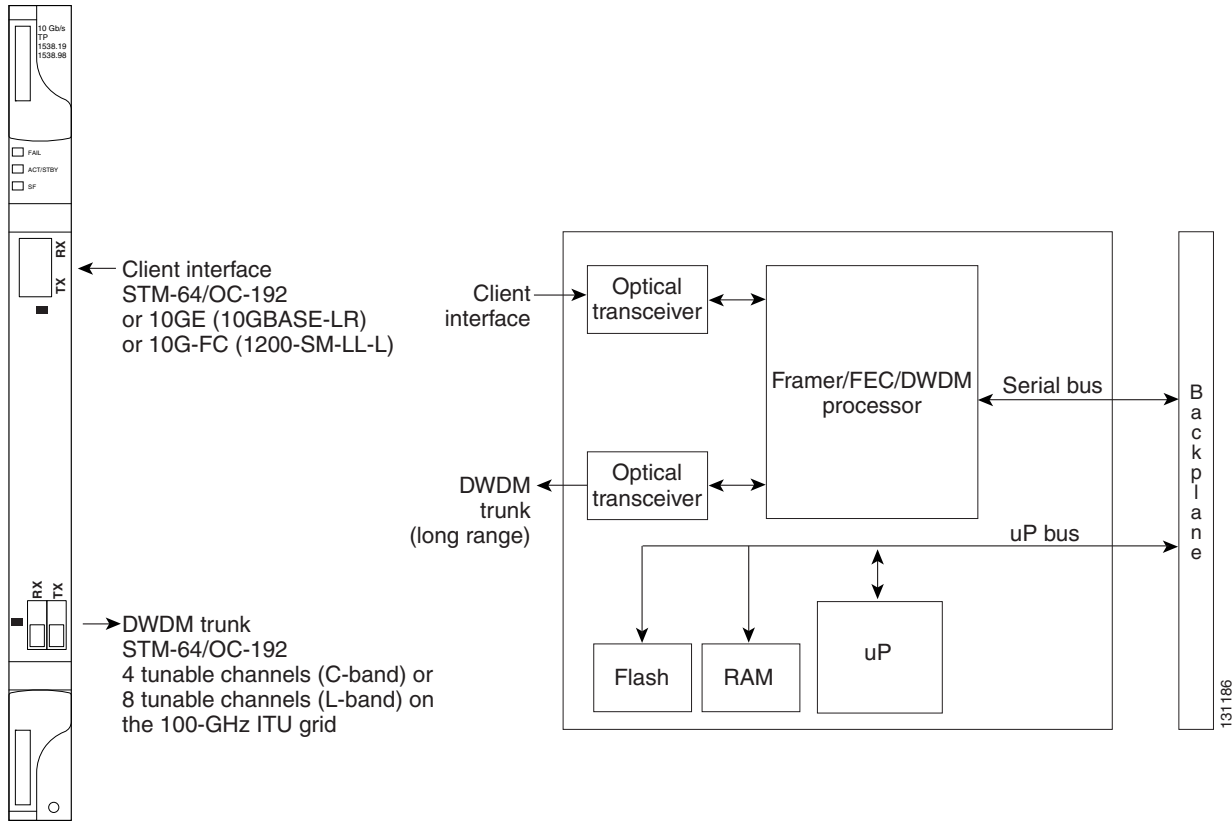 10 Gb/s
TP
1538.19
1538.98
FAIL
ACT/STBY
SF
RX
TX
Client interface
STM-64/OC-192
or 10GE (10GBASE-LR)
or 10G-FC (1200-SM-LL-L)
RX
TX
DWDM trunk
STM-64/OC-192
4 tunable channels (C-band) or
8 tunable channels (L-band) on
the 100-GHz ITU grid
Client
interface
Optical
transceiver
Framer/FEC/DWDM
processor
Serial bus
DWDM
trunk
(long range)
Optical
transceiver
uP bus
Flash
RAM
uP
Backplane
131186